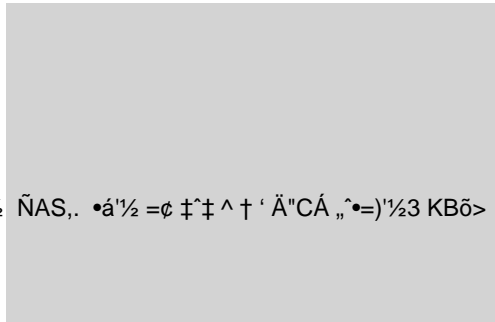 ÑAS,. •á'½ =¢ ‡ˆ‡ ^ † ‘ Ä"CÁ „ˆ•=)'½3 KBõ>